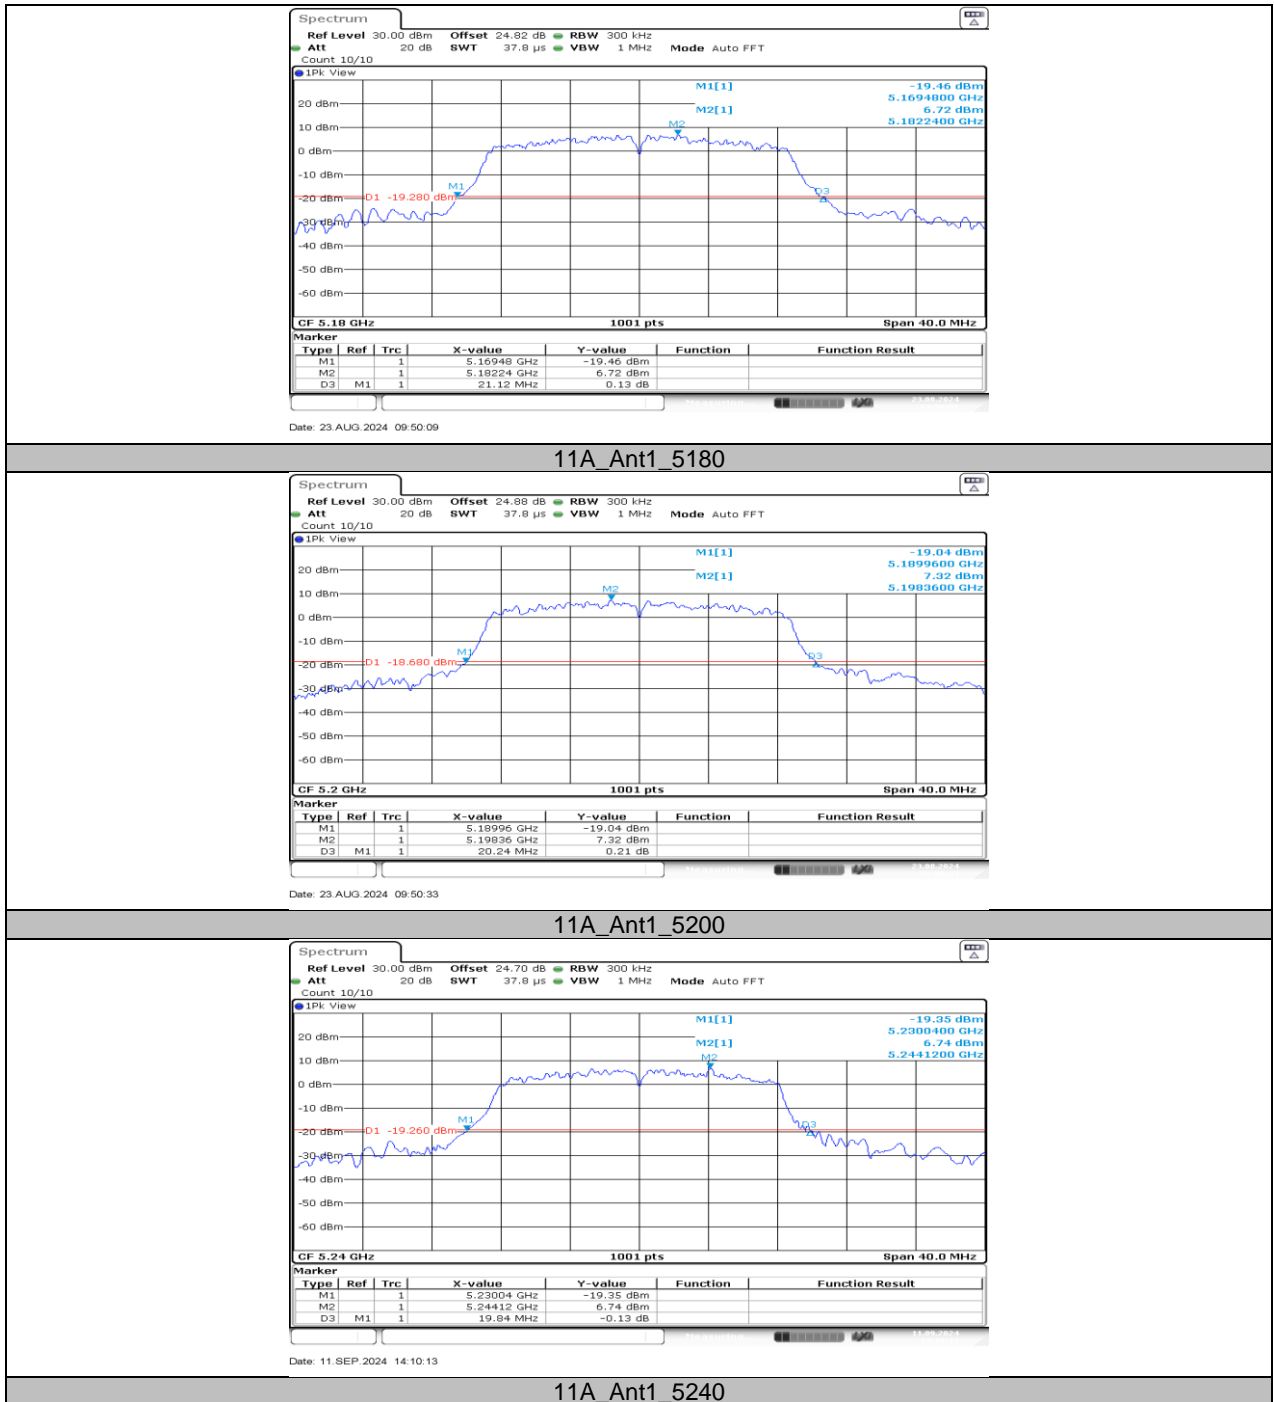 Spectrum
Ref Level 30.00 dBm Offset 24.82 dB RBW 300 kHz
Att 20 dB SWT 37.8 µs VBW 1 MHz Mode Auto FFT
Count 10/10
1Pk View
M1[1] -19.46 dBm
5.1694800 GHz
20 dBm
M2[1] 6.72 dBm
5.1822400 GHz
10 dBm
M2
0 dBm
-10 dBm
M1
D3
-20 dBm D1 -19.280 dBm
-30 dBm
-40 dBm
-50 dBm
-60 dBm
CF 5.18 GHz 1001 pts Span 40.0 MHz
Marker
Type Ref Trc X-value Y-value Function Function Result
M1 1 5.16948 GHz -19.46 dBm
M2 1 5.18224 GHz 6.72 dBm
D3 M1 1 21.12 MHz 0.13 dB
Date: 23.AUG.2024 09:50:09
11A_Ant1_5180
Spectrum
Ref Level 30.00 dBm Offset 24.88 dB RBW 300 kHz
Att 20 dB SWT 37.8 µs VBW 1 MHz Mode Auto FFT
Count 10/10
1Pk View
M1[1] -19.04 dBm
5.1899600 GHz
20 dBm
M2[1] 7.32 dBm
5.1983600 GHz
10 dBm
M2
0 dBm
-10 dBm
M1
D3
-20 dBm D1 -18.680 dBm
-30 dBm
-40 dBm
-50 dBm
-60 dBm
CF 5.2 GHz 1001 pts Span 40.0 MHz
Marker
Type Ref Trc X-value Y-value Function Function Result
M1 1 5.18996 GHz -19.04 dBm
M2 1 5.19836 GHz 7.32 dBm
D3 M1 1 20.24 MHz 0.21 dB
Date: 23.AUG.2024 09:50:33
11A_Ant1_5200
Spectrum
Ref Level 30.00 dBm Offset 24.70 dB RBW 300 kHz
Att 20 dB SWT 37.8 µs VBW 1 MHz Mode Auto FFT
Count 10/10
1Pk View
M1[1] -19.35 dBm
5.2300400 GHz
20 dBm
M2[1] 6.74 dBm
5.2441200 GHz
10 dBm
M2
0 dBm
-10 dBm
M1
D3
-20 dBm D1 -19.260 dBm
-30 dBm
-40 dBm
-50 dBm
-60 dBm
CF 5.24 GHz 1001 pts Span 40.0 MHz
Marker
Type Ref Trc X-value Y-value Function Function Result
M1 1 5.23004 GHz -19.35 dBm
M2 1 5.24412 GHz 6.74 dBm
D3 M1 1 19.84 MHz -0.13 dB
Date: 11.SEP.2024 14:10:13
11A_Ant1_5240